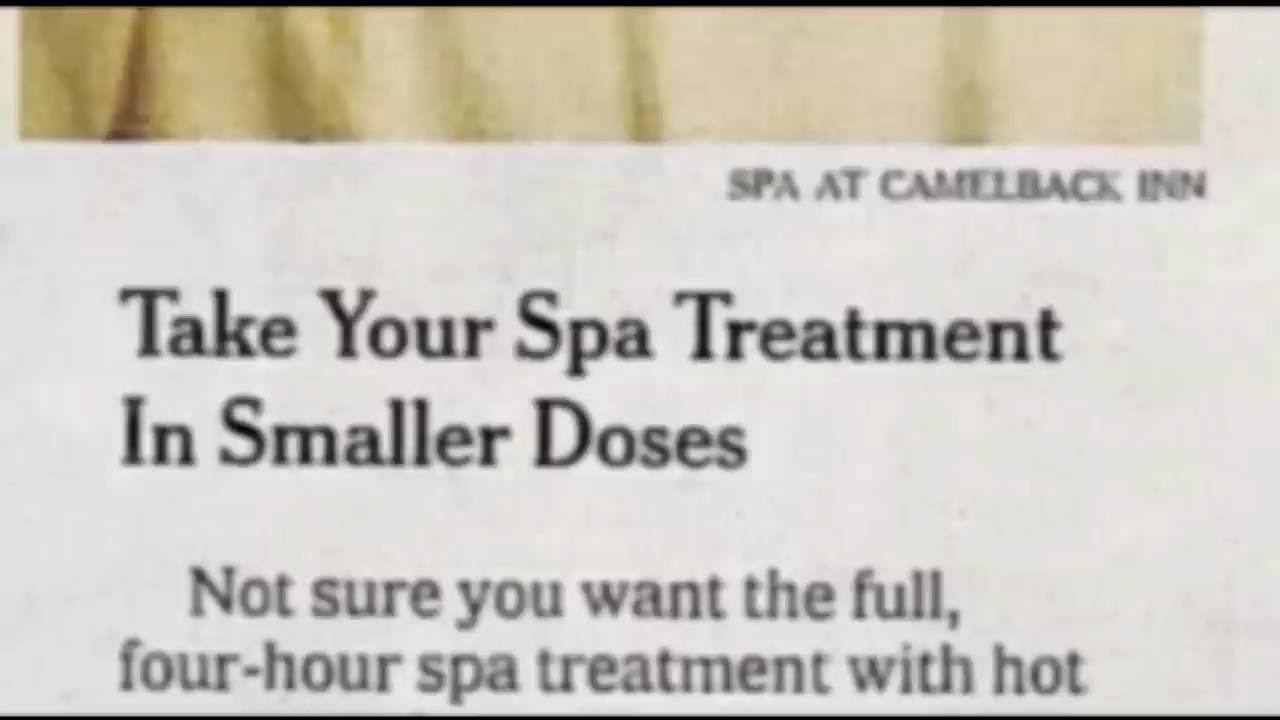 SPA AT CAMELBACK INN
Take Your Spa Treatment
In Smaller Doses
Not sure you want the full,
four-hour spa treatment with hot